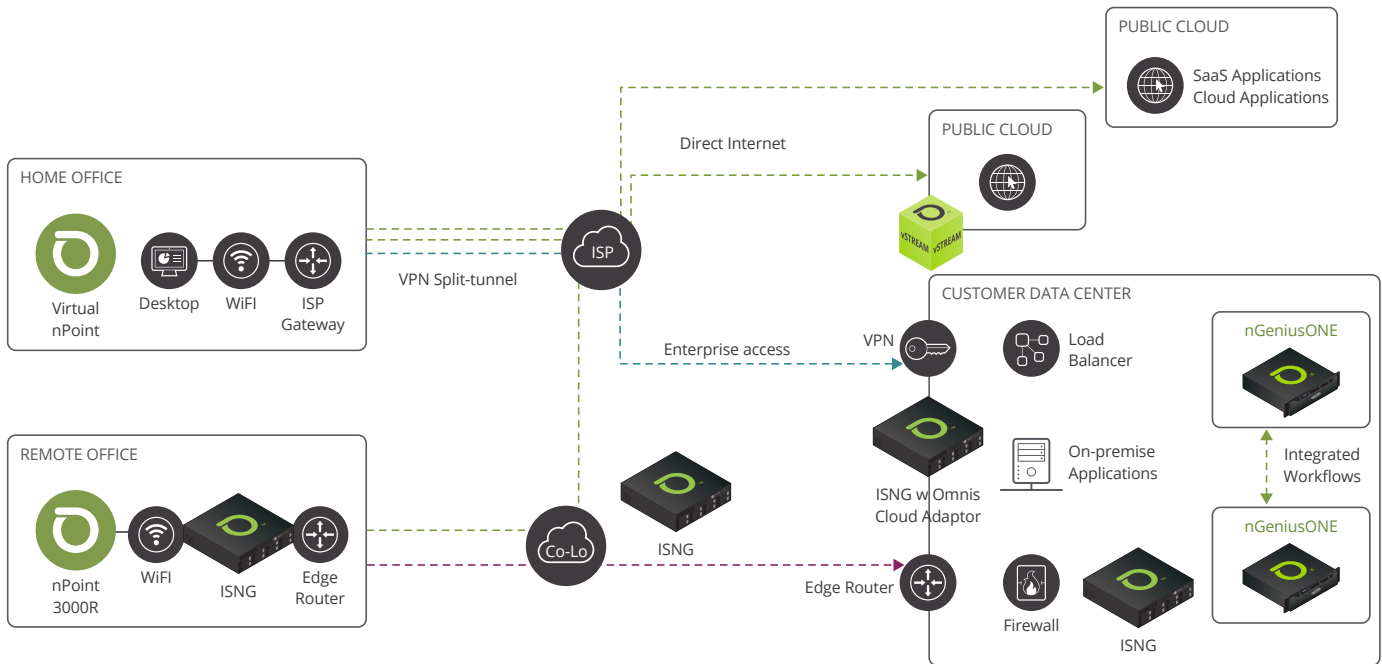 PUBLIC CLOUD
SaaS Applications
Cloud Applications
PUBLIC CLOUD
Direct Internet
HOME OFFICE
ISP
vSTREAM
vSTREAM
VPN Split-tunnel
Desktop
WiFI
ISP
Gateway
Virtual
nPoint
CUSTOMER DATA CENTER
VPN
Load
Balancer
nGeniusONE
Enterprise access
REMOTE OFFICE
On-premise
Applications
Integrated
Workflows
ISNG w Omnis
Cloud Adaptor
nGeniusONE
Co-Lo
ISNG
WiFI
ISNG
Edge
Router
nPoint
3000R
Edge Router
Firewall
ISNG